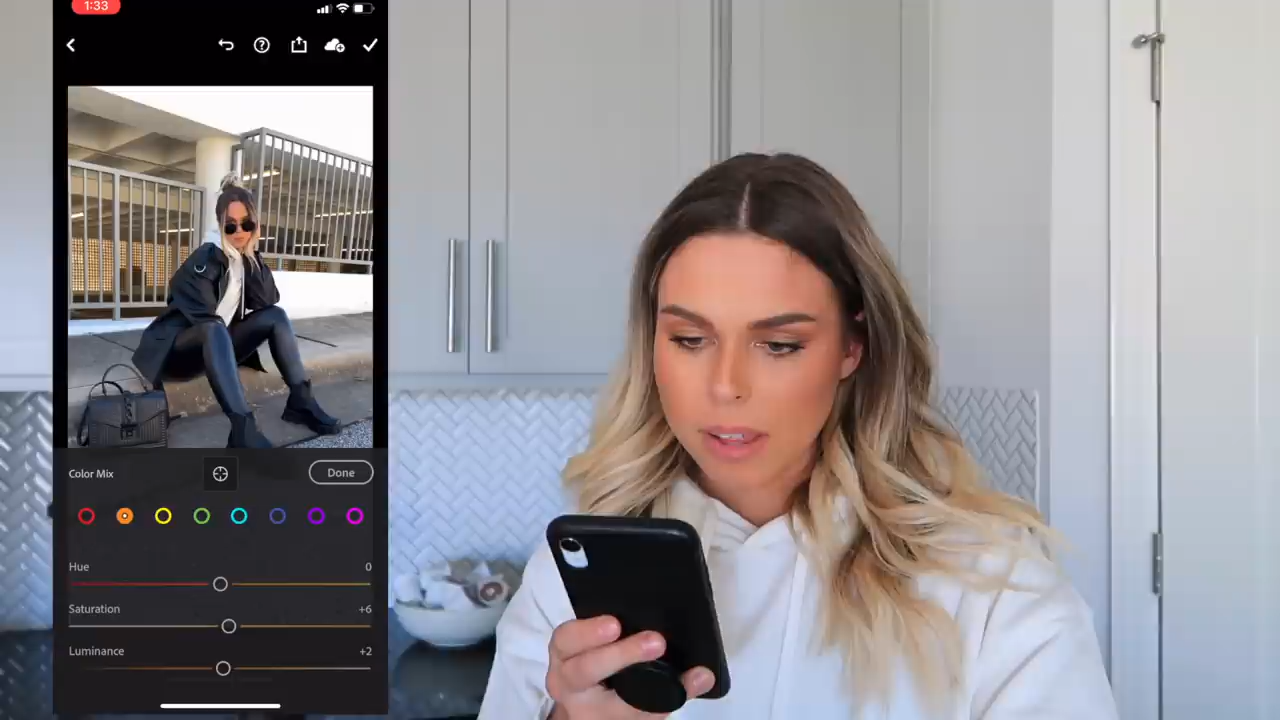 1:33
Color Mix
Done
Hue 0
Saturation +6
Luminance +2